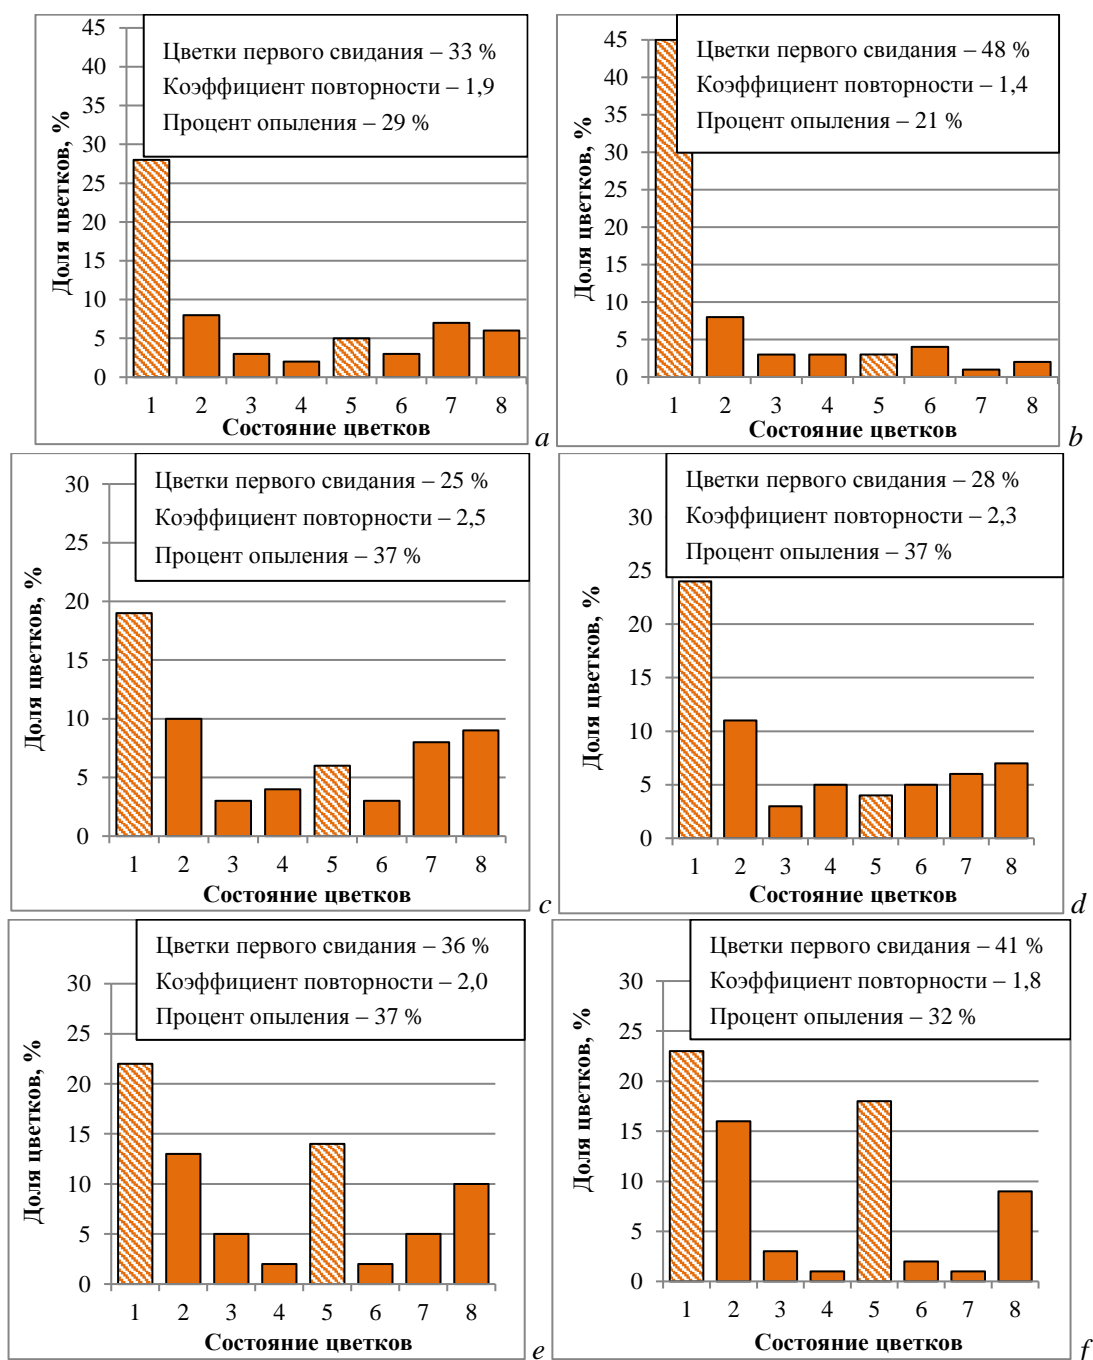 Цветки первого свидания – 33 %
Коэффициент повторности – 1,9
Процент опыления – 29 %
45
40
35
30
25
20
15
10
5
0
Доля цветков, %
1 2 3 4 5 6 7 8
Состояние цветков
a
Цветки первого свидания – 48 %
Коэффициент повторности – 1,4
Процент опыления – 21 %
45
40
35
30
25
20
15
10
5
0
Доля цветков, %
1 2 3 4 5 6 7 8
Состояние цветков
b
Цветки первого свидания – 25 %
Коэффициент повторности – 2,5
Процент опыления – 37 %
30
25
20
15
10
5
0
Доля цветков, %
1 2 3 4 5 6 7 8
Состояние цветков
c
Цветки первого свидания – 28 %
Коэффициент повторности – 2,3
Процент опыления – 37 %
30
25
20
15
10
5
0
Доля цветков, %
1 2 3 4 5 6 7 8
Состояние цветков
d
Цветки первого свидания – 36 %
Коэффициент повторности – 2,0
Процент опыления – 37 %
30
25
20
15
10
5
0
Доля цветков, %
1 2 3 4 5 6 7 8
Состояние цветков
e
Цветки первого свидания – 41 %
Коэффициент повторности – 1,8
Процент опыления – 32 %
30
25
20
15
10
5
0
Доля цветков, %
1 2 3 4 5 6 7 8
Состояние цветков
f